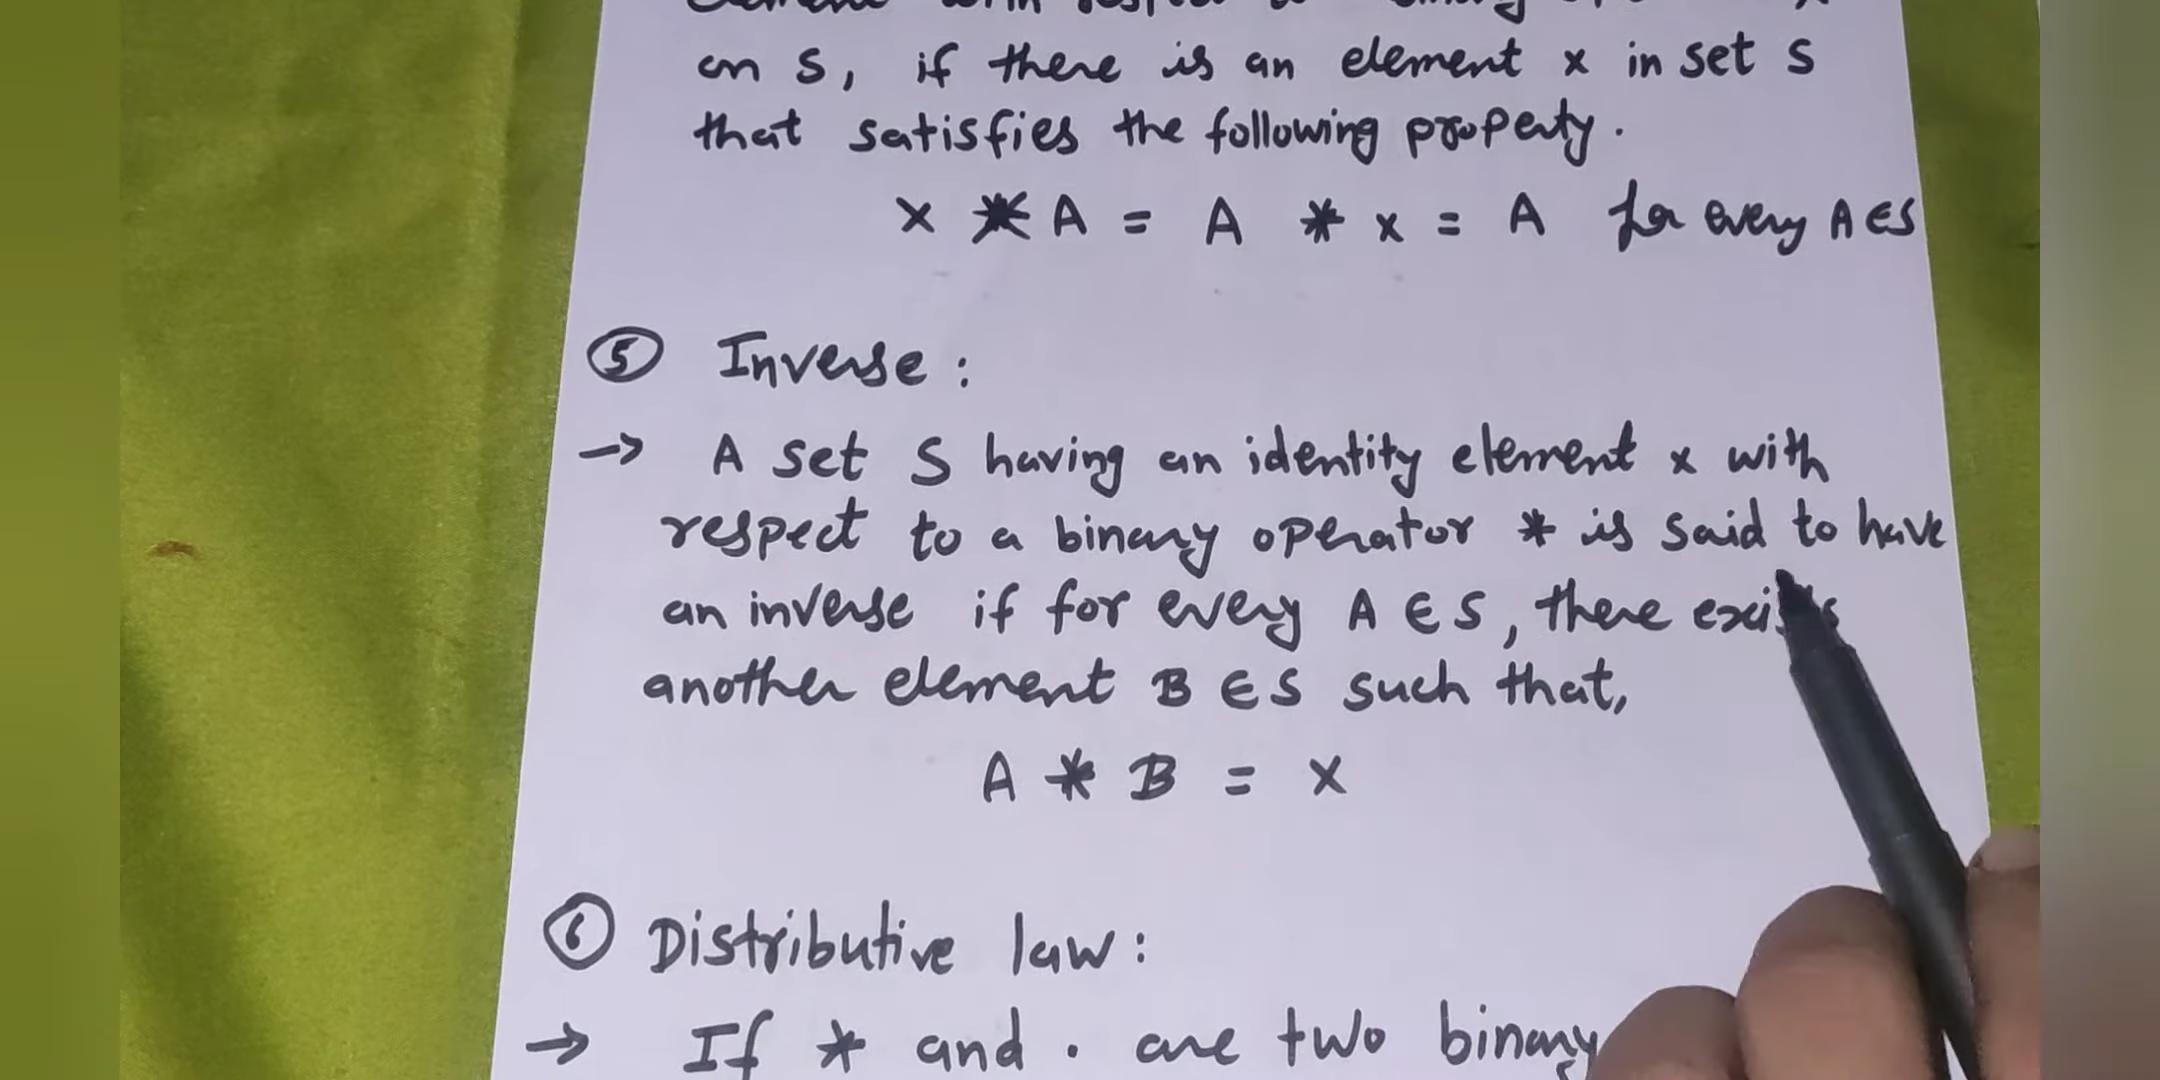 on S, if there is an element x in set S
that satisfies the following property.
x * A = A * x = A for every A ∈ S
⑤ Inverse :
→ A set S having an identity element x with
respect to a binary operator * is said to have
an inverse if for every A ∈ S, there exists
another element B ∈ S such that,
A * B = x
⑥ Distributive law :
→ If * and . are two binary